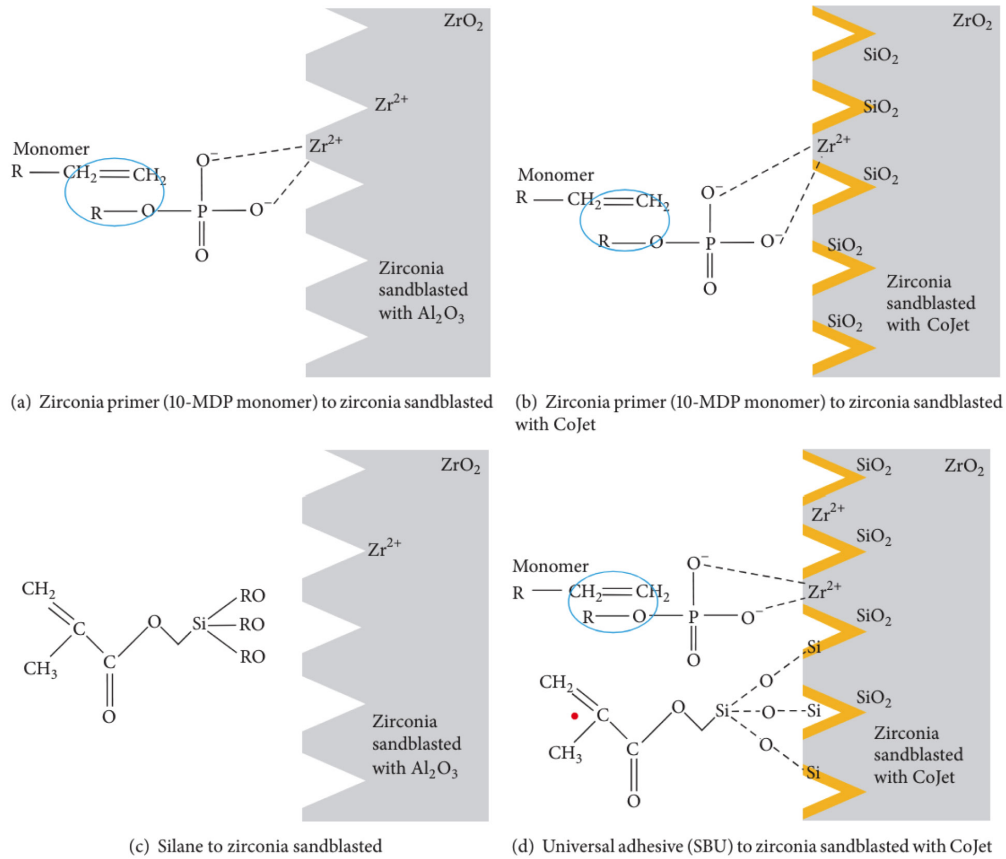 ZrO₂
Zr²⁺
Zr²⁺
Monomer
R
CH₂
CH₂
O⁻
R
O
P
O⁻
O
Zirconia
sandblasted
with Al₂O₃
(a) Zirconia primer (10-MDP monomer) to zirconia sandblasted
ZrO₂
SiO₂
SiO₂
Zr²⁺
SiO₂
Monomer
R
CH₂
CH₂
O⁻
R
O
P
O⁻
O
SiO₂
Zirconia
sandblasted
with CoJet
SiO₂
(b) Zirconia primer (10-MDP monomer) to zirconia sandblasted
with CoJet
ZrO₂
Zr²⁺
CH₂
C
CH₃
C
O
O
Si
RO
RO
RO
Zirconia
sandblasted
with Al₂O₃
(c) Silane to zirconia sandblasted
SiO₂
ZrO₂
Zr²⁺
SiO₂
Monomer
R
CH₂
CH₂
O⁻
Zr²⁺
R
O
P
O⁻
O
SiO₂
Si
O
CH₂
C
CH₃
C
O
O
Si
O
Si
SiO₂
O
Si
Zirconia
sandblasted
with CoJet
(d) Universal adhesive (SBU) to zirconia sandblasted with CoJet